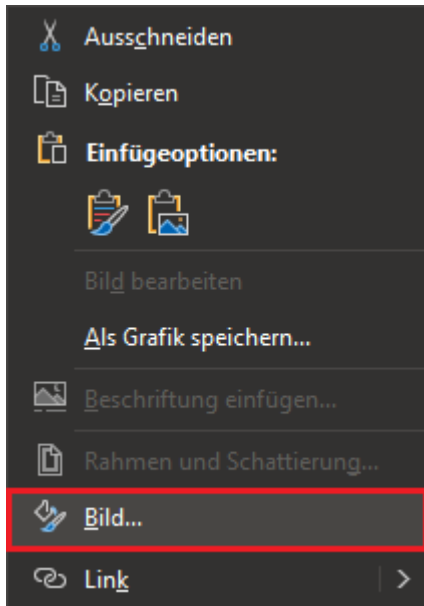 Ausschneiden
Kopieren
Einfügeoptionen:
Bild bearbeiten
Als Grafik speichern...
Beschriftung einfügen...
Rahmen und Schattierung...
Bild...
Link